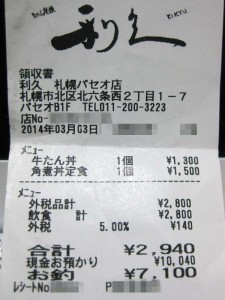 たん焼
利久
RIKYU
領収書
利久 札幌パセオ店
札幌市北区北六条西2丁目1-7
パセオB1F TEL011-200-3223
店No-
2014年03月03日
メニュー
牛たん丼 1個 ¥1,300
角煮丼定食 1個 ¥1,500
メニュー
外税品計 ¥2,800
飲食 計 ¥2,800
外税 5.00% ¥140
合計 ¥2,940
現金お預かり ¥10,040
お釣 ¥7,100
レシートNo P